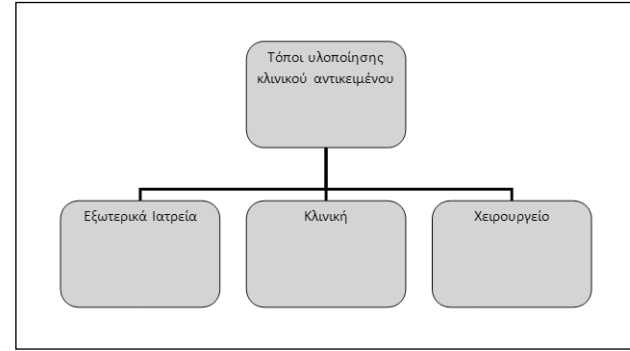 Τόποι υλοποίησης
κλινικού αντικειμένου
Εξωτερικά Ιατρεία
Κλινική
Χειρουργείο